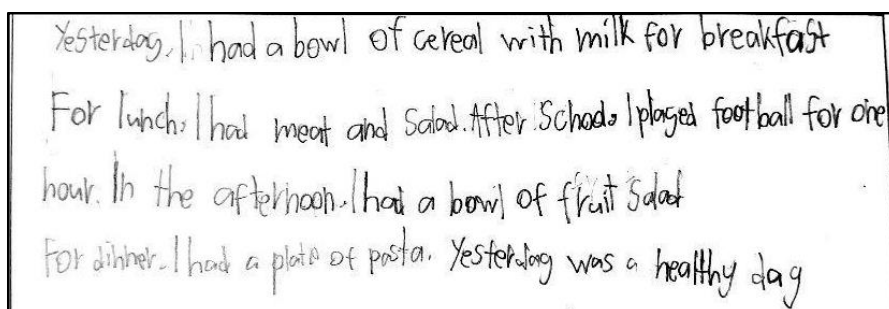 Yesterday, I had a bowl of cereal with milk for breakfast
For lunch, I had meat and salad. After School, I played football for one
hour. In the afternoon, I had a bowl of fruit salad
For dinner. I had a plate of pasta. Yesterday was a healthy day